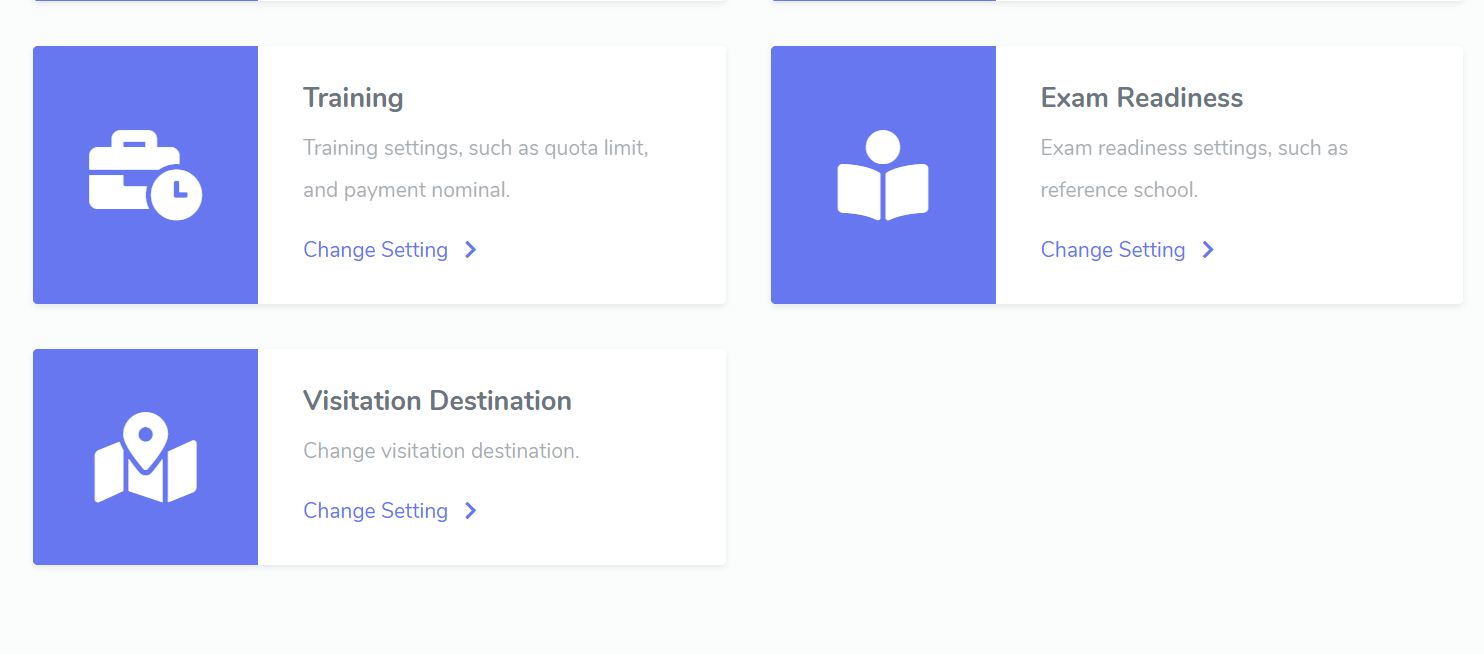 Training
Training settings, such as quota limit,
and payment nominal.
Change Setting
Exam Readiness
Exam readiness settings, such as
reference school.
Change Setting
Visitation Destination
Change visitation destination.
Change Setting